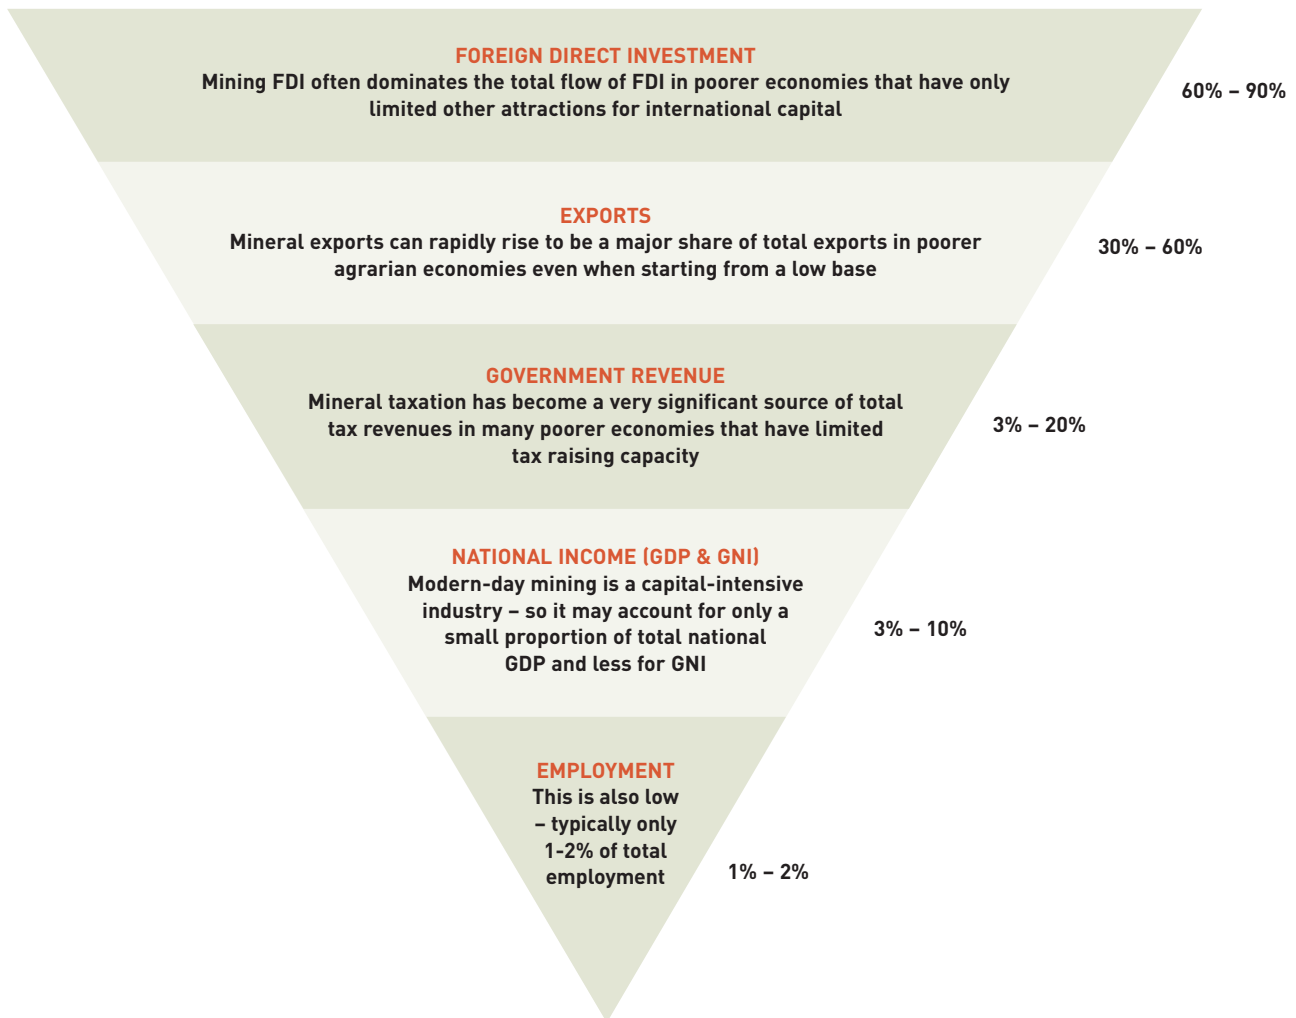 FOREIGN DIRECT INVESTMENT
Mining FDI often dominates the total flow of FDI in poorer economies that have only
limited other attractions for international capital
60% – 90%
EXPORTS
Mineral exports can rapidly rise to be a major share of total exports in poorer
agrarian economies even when starting from a low base
30% – 60%
GOVERNMENT REVENUE
Mineral taxation has become a very significant source of total
tax revenues in many poorer economies that have limited
tax raising capacity
3% – 20%
NATIONAL INCOME (GDP & GNI)
Modern-day mining is a capital-intensive
industry – so it may account for only a
small proportion of total national
GDP and less for GNI
3% – 10%
EMPLOYMENT
This is also low
– typically only
1-2% of total
employment
1% – 2%